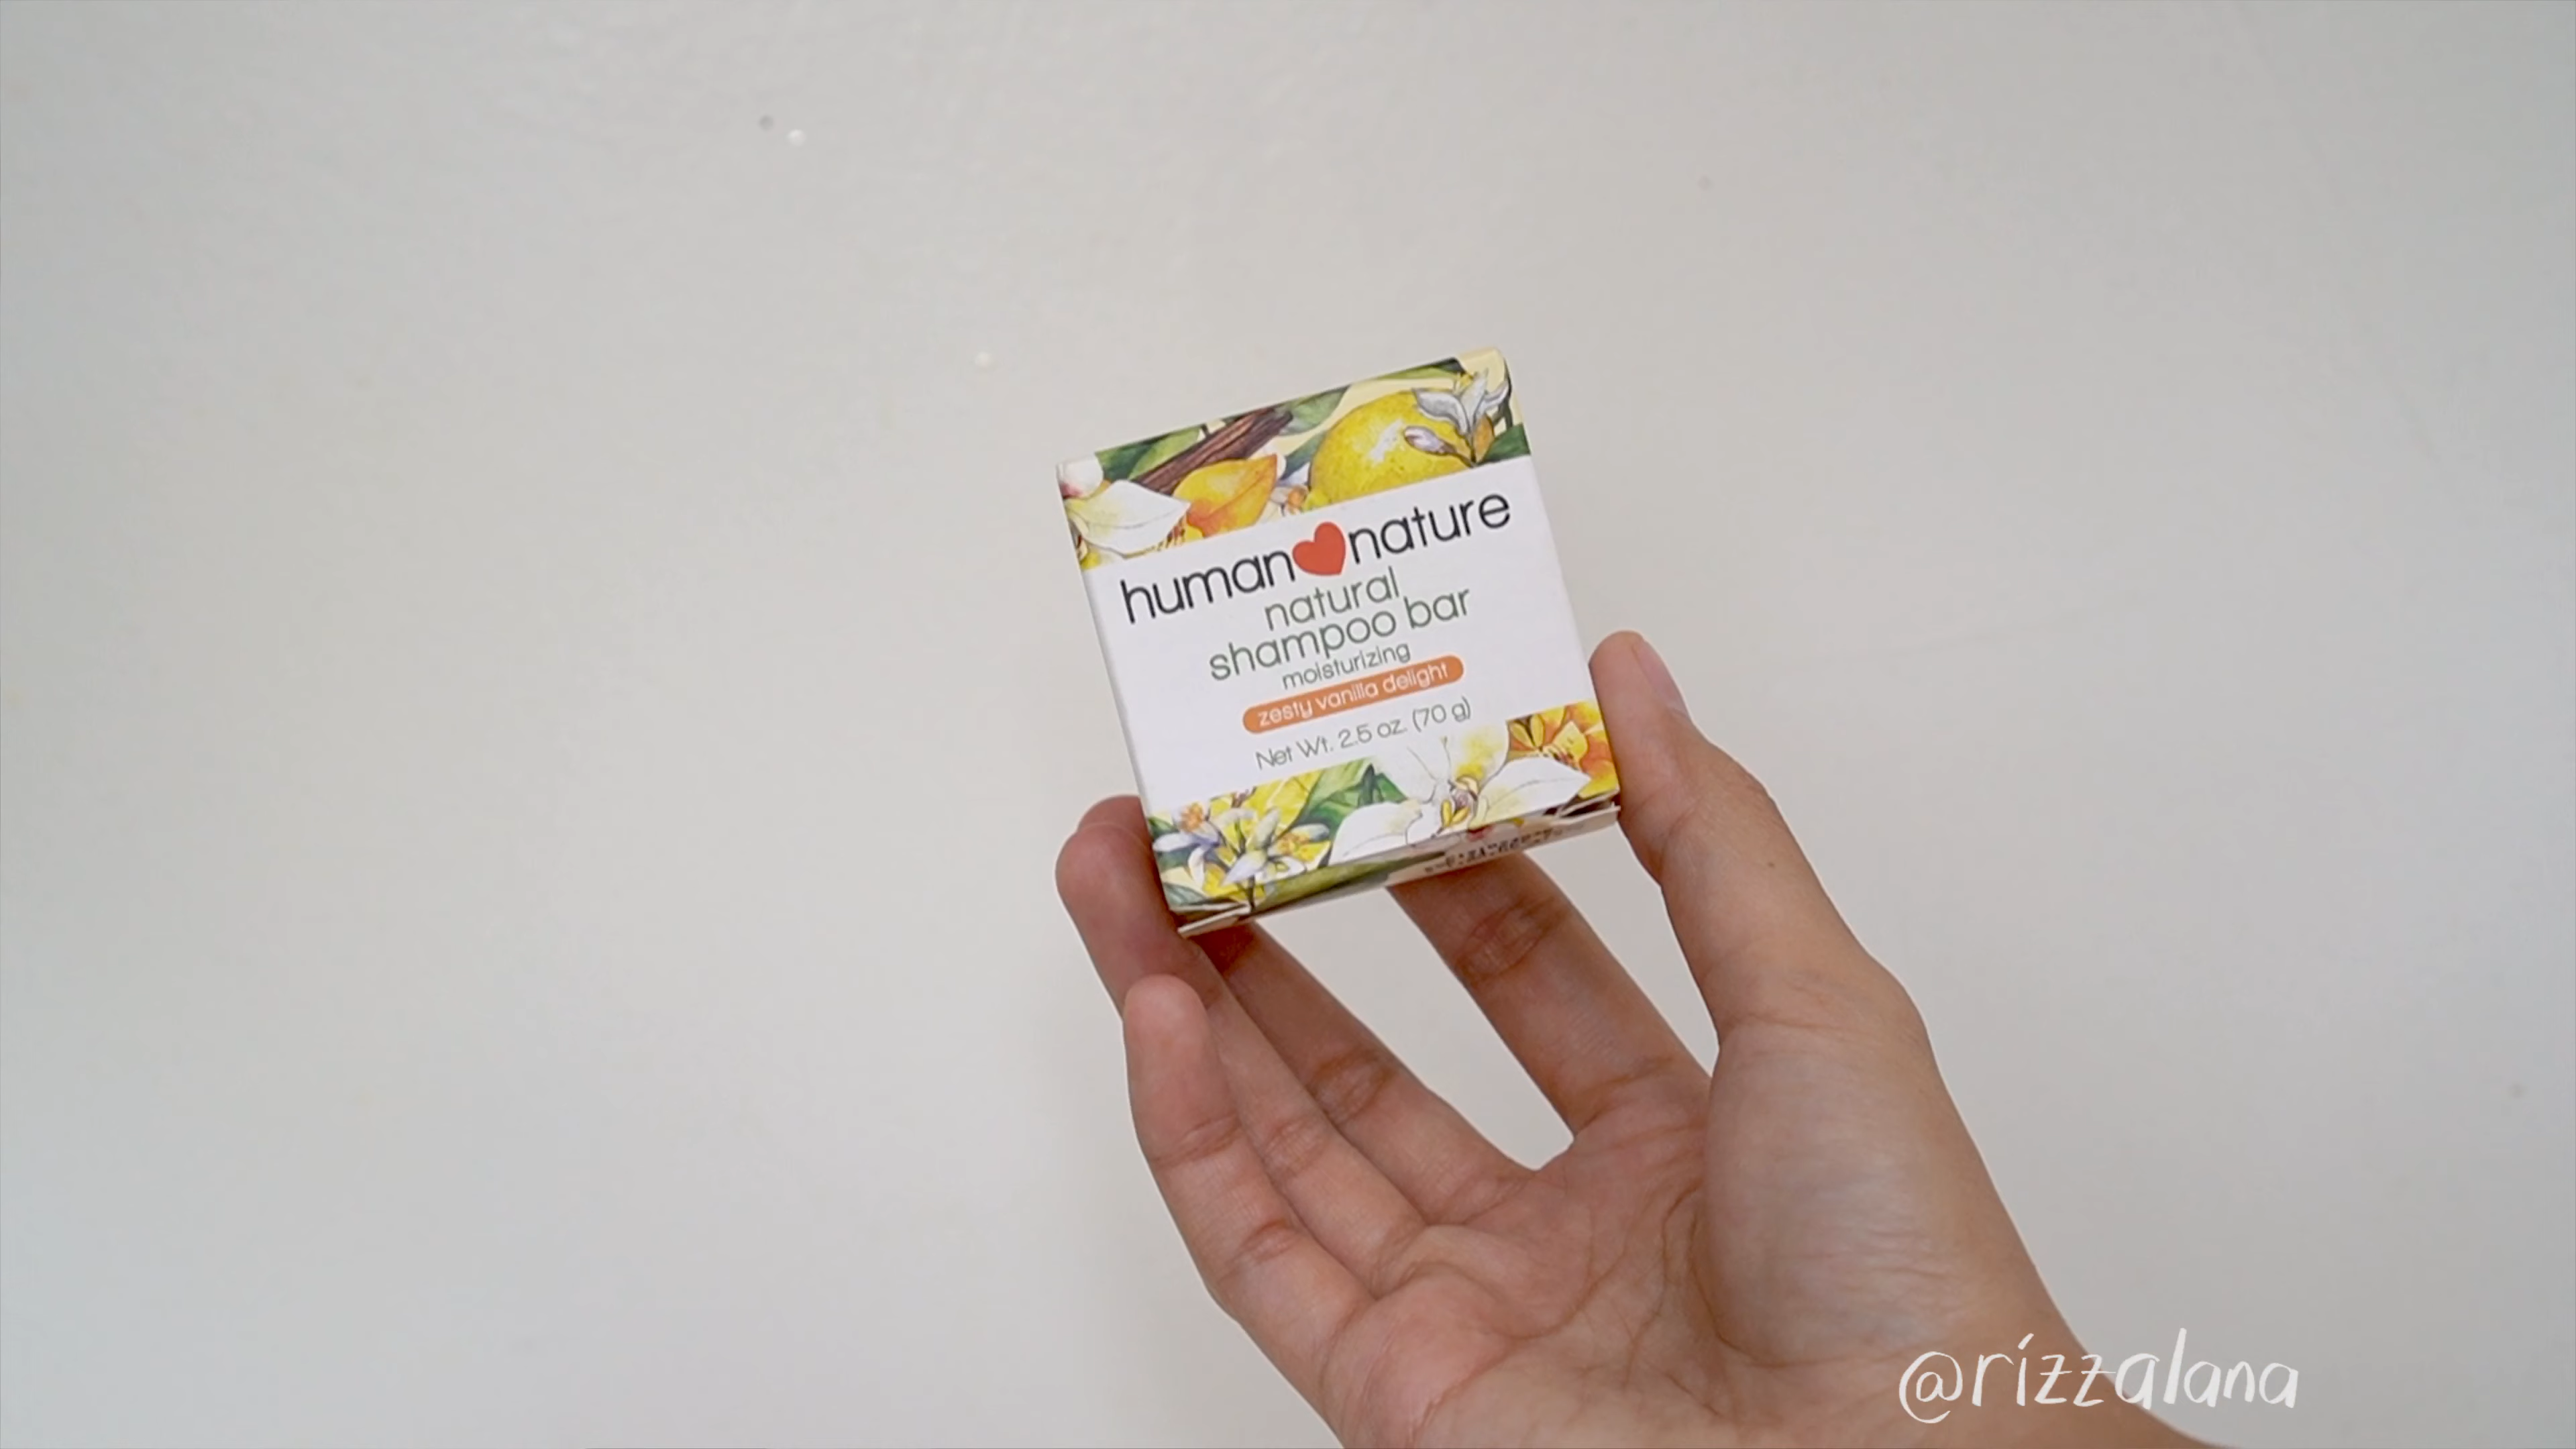 human nature
natural
shampoo bar
moisturizing
zesty vanilla delight
Net Wt. 2.5 oz. (70 g)
@rizzalana